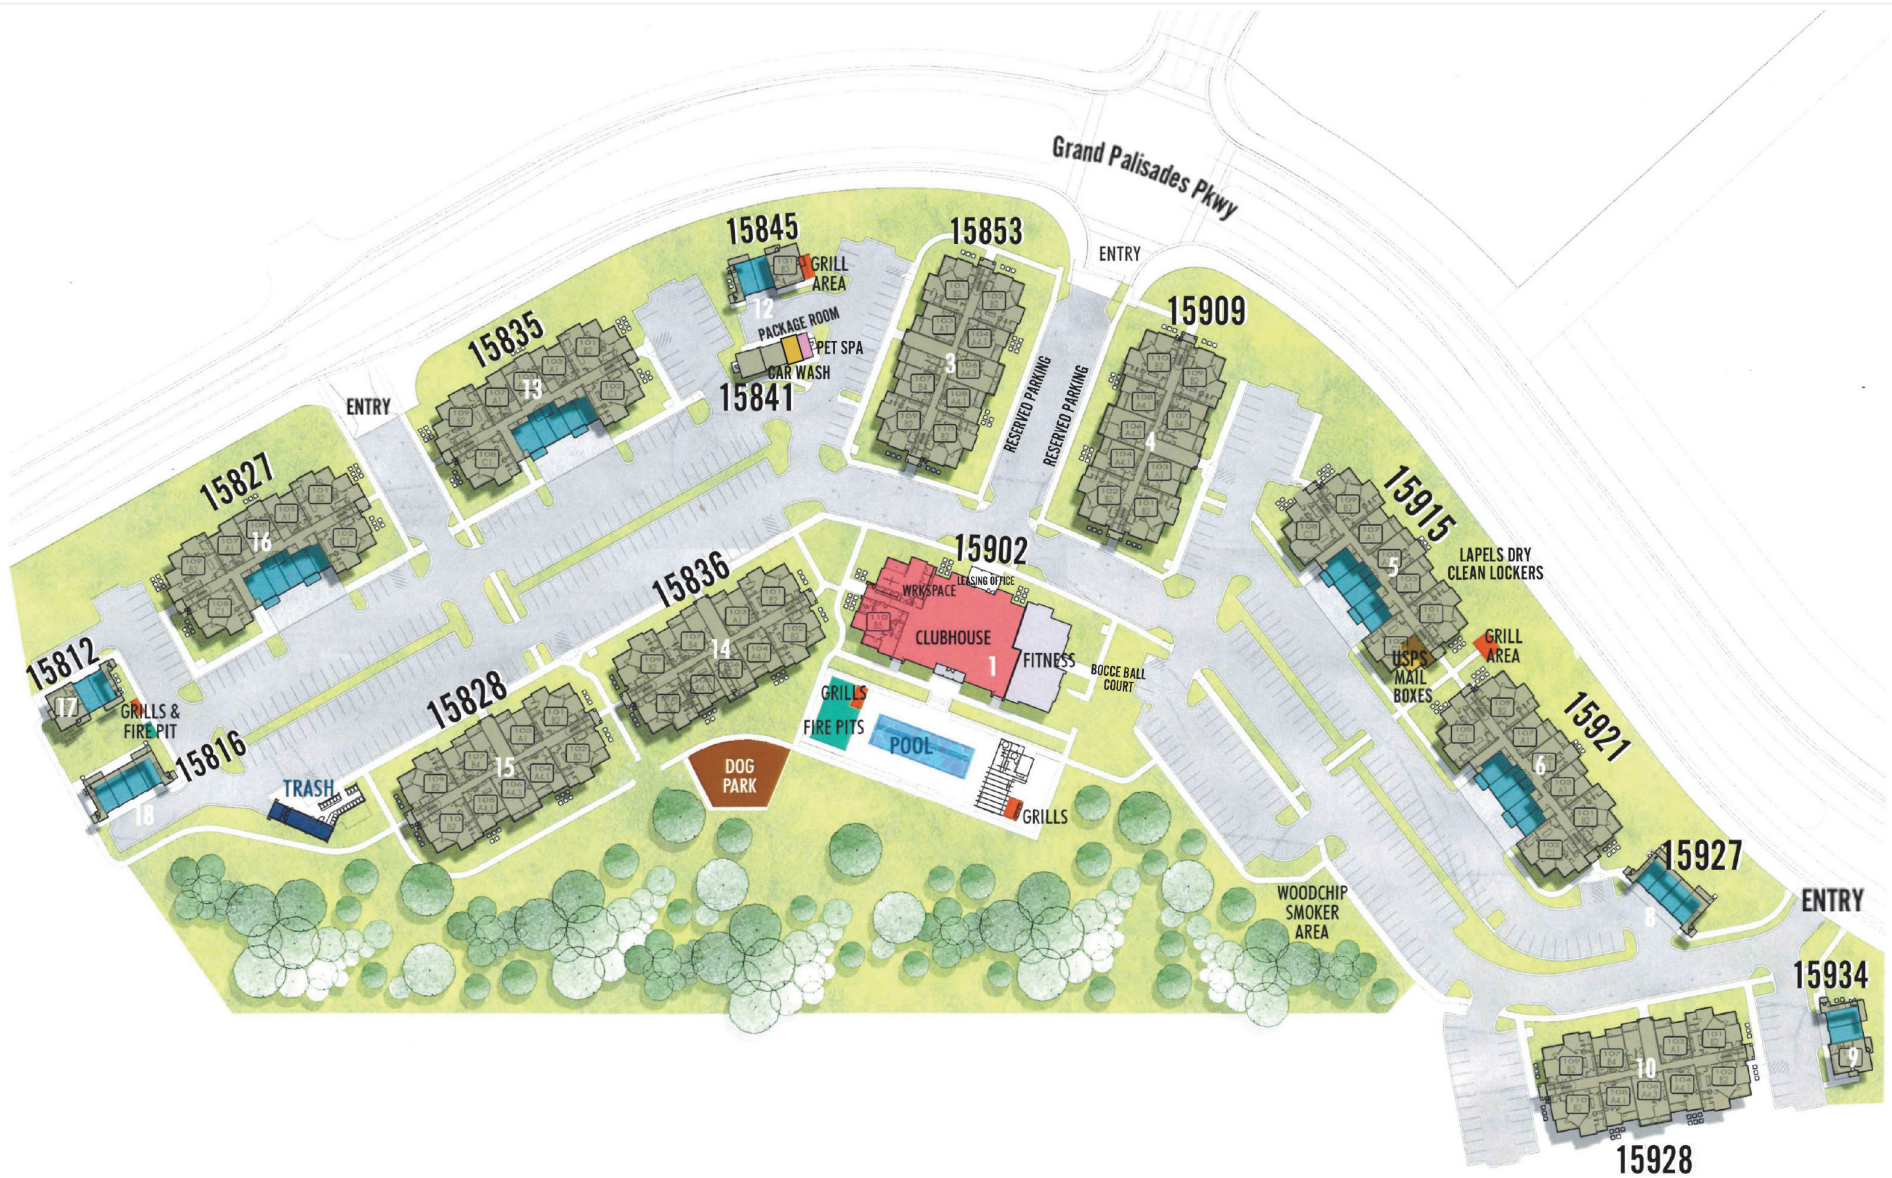 Grand Palisades Pkwy
15845
15853
ENTRY
GRILL
AREA
12
15909
PACKAGE ROOM
PET SPA
CAR WASH
15841
15835
13
3
RESERVED PARKING
RESERVED PARKING
4
ENTRY
15827
16
15915
5
LAPELS DRY
CLEAN LOCKERS
15902
LEASING OFFICE
WRKSPACE
CLUBHOUSE
1
FITNESS
BOCCE BALL
COURT
15836
14
15812
17
GRILLS &
FIRE PIT
15816
18
15828
15
TRASH
DOG
PARK
GRILLS
FIRE PITS
POOL
GRILLS
USPS
MAIL
BOXES
GRILL
AREA
15921
6
15927
8
WOODCHIP
SMOKER
AREA
ENTRY
15934
9
10
15928